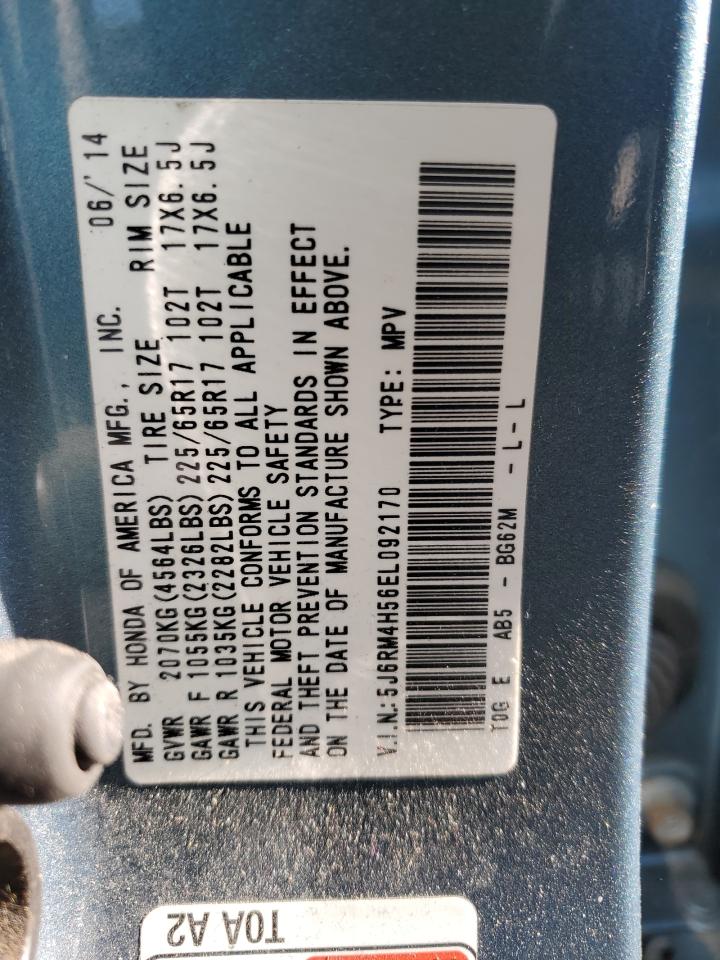 MFD. BY HONDA OF AMERICA MFG., INC. 06/'14
GVWR 2070KG(4564LBS) TIRE SIZE RIM SIZE
GAWR F 1055KG(2326LBS) 225/65R17 102T 17X6.5J
GAWR R 1035KG(2282LBS) 225/65R17 102T 17X6.5J
THIS VEHICLE CONFORMS TO ALL APPLICABLE
FEDERAL MOTOR VEHICLE SAFETY
AND THEFT PREVENTION STANDARDS IN EFFECT
ON THE DATE OF MANUFACTURE SHOWN ABOVE.
V.I.N.: 5J6RM4H56EL092170 TYPE: MPV
T0G E AB5 - BG62M - L - L
T0A A2